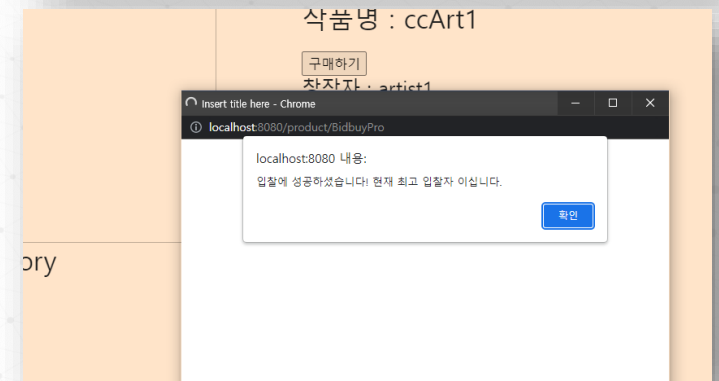 작품명 : ccArt1
구매하기
창작자 : artist1
Insert title here - Chrome
localhost:8080/product/BidbuyPro
localhost:8080 내용:
입찰에 성공하셨습니다! 현재 최고 입찰자 이십니다.
확인
ory